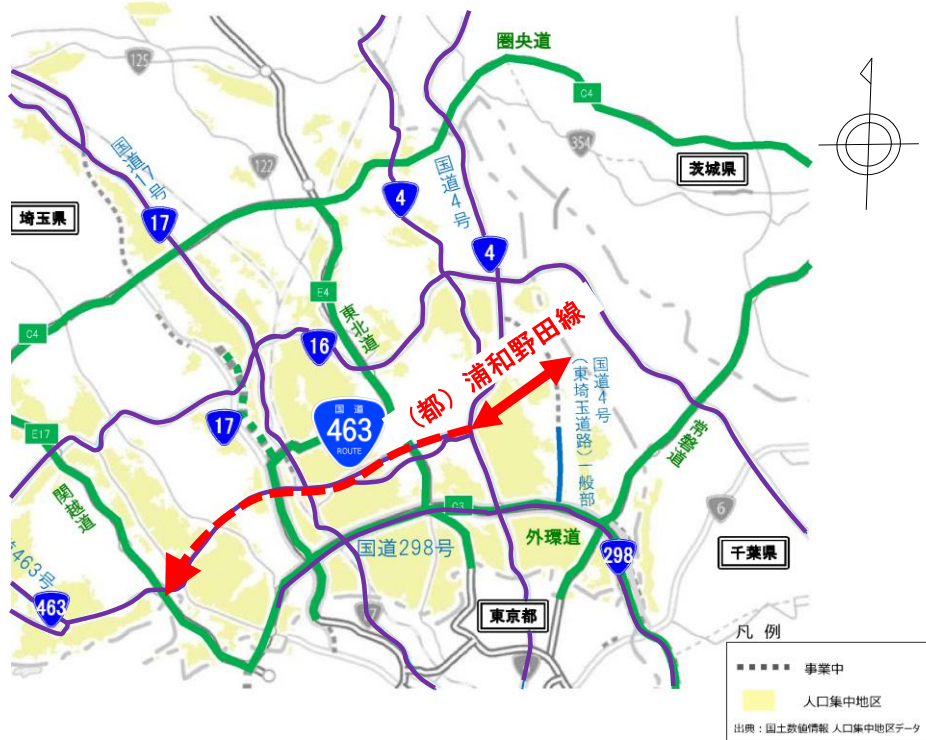 圏央道
125
C4
国道17号
122
354
茨城県
4
国道4号
埼玉県
17
4
E4
東北道
C4
16
(都)浦和野田線
国道4号
(東埼玉道路)一般部
17
国道
463
ROUTE
E17
常磐道
関越道
C3
6
国道298号
外環道
298
千葉県
463号
463
東京都
凡 例
事業中
人口集中地区
出典:国土数値情報 人口集中地区データ